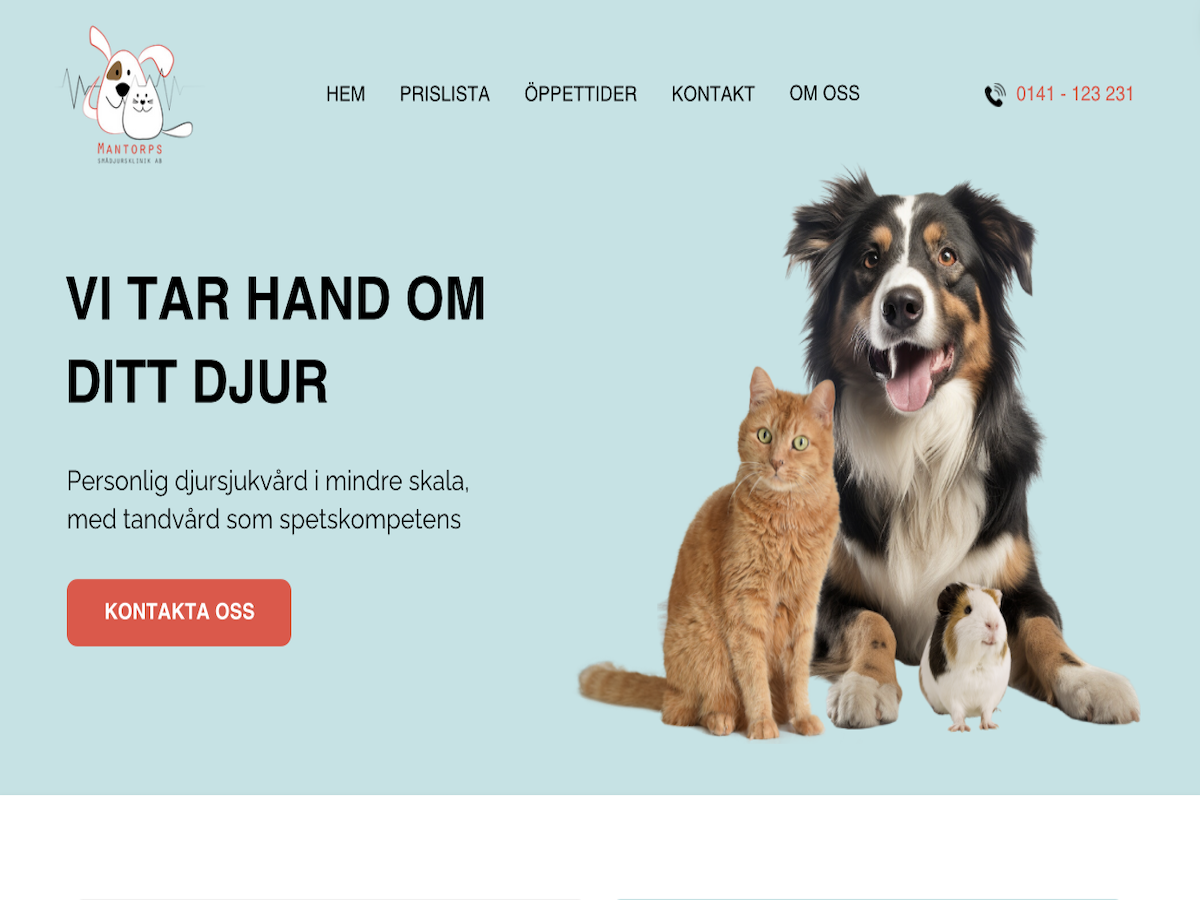 MANTORPS
SMÅDJURSKLINIK AB
HEM
PRISLISTA
ÖPPETTIDER
KONTAKT
OM OSS
0141 - 123 231
VI TAR HAND OM
DITT DJUR
Personlig djursjukvård i mindre skala,
med tandvård som spetskompetens
KONTAKTA OSS